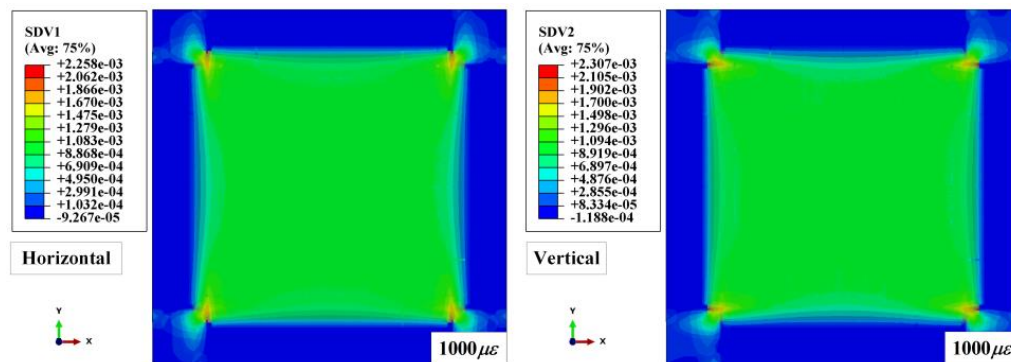 SDV1
(Avg: 75%)
+2.258e-03
+2.062e-03
+1.866e-03
+1.670e-03
+1.475e-03
+1.279e-03
+1.083e-03
+8.868e-04
+6.909e-04
+4.950e-04
+2.991e-04
+1.032e-04
-9.267e-05
Horizontal
Y
X
1000με
SDV2
(Avg: 75%)
+2.307e-03
+2.105e-03
+1.902e-03
+1.700e-03
+1.498e-03
+1.296e-03
+1.094e-03
+8.919e-04
+6.897e-04
+4.876e-04
+2.855e-04
+8.334e-05
-1.188e-04
Vertical
Y
X
1000με